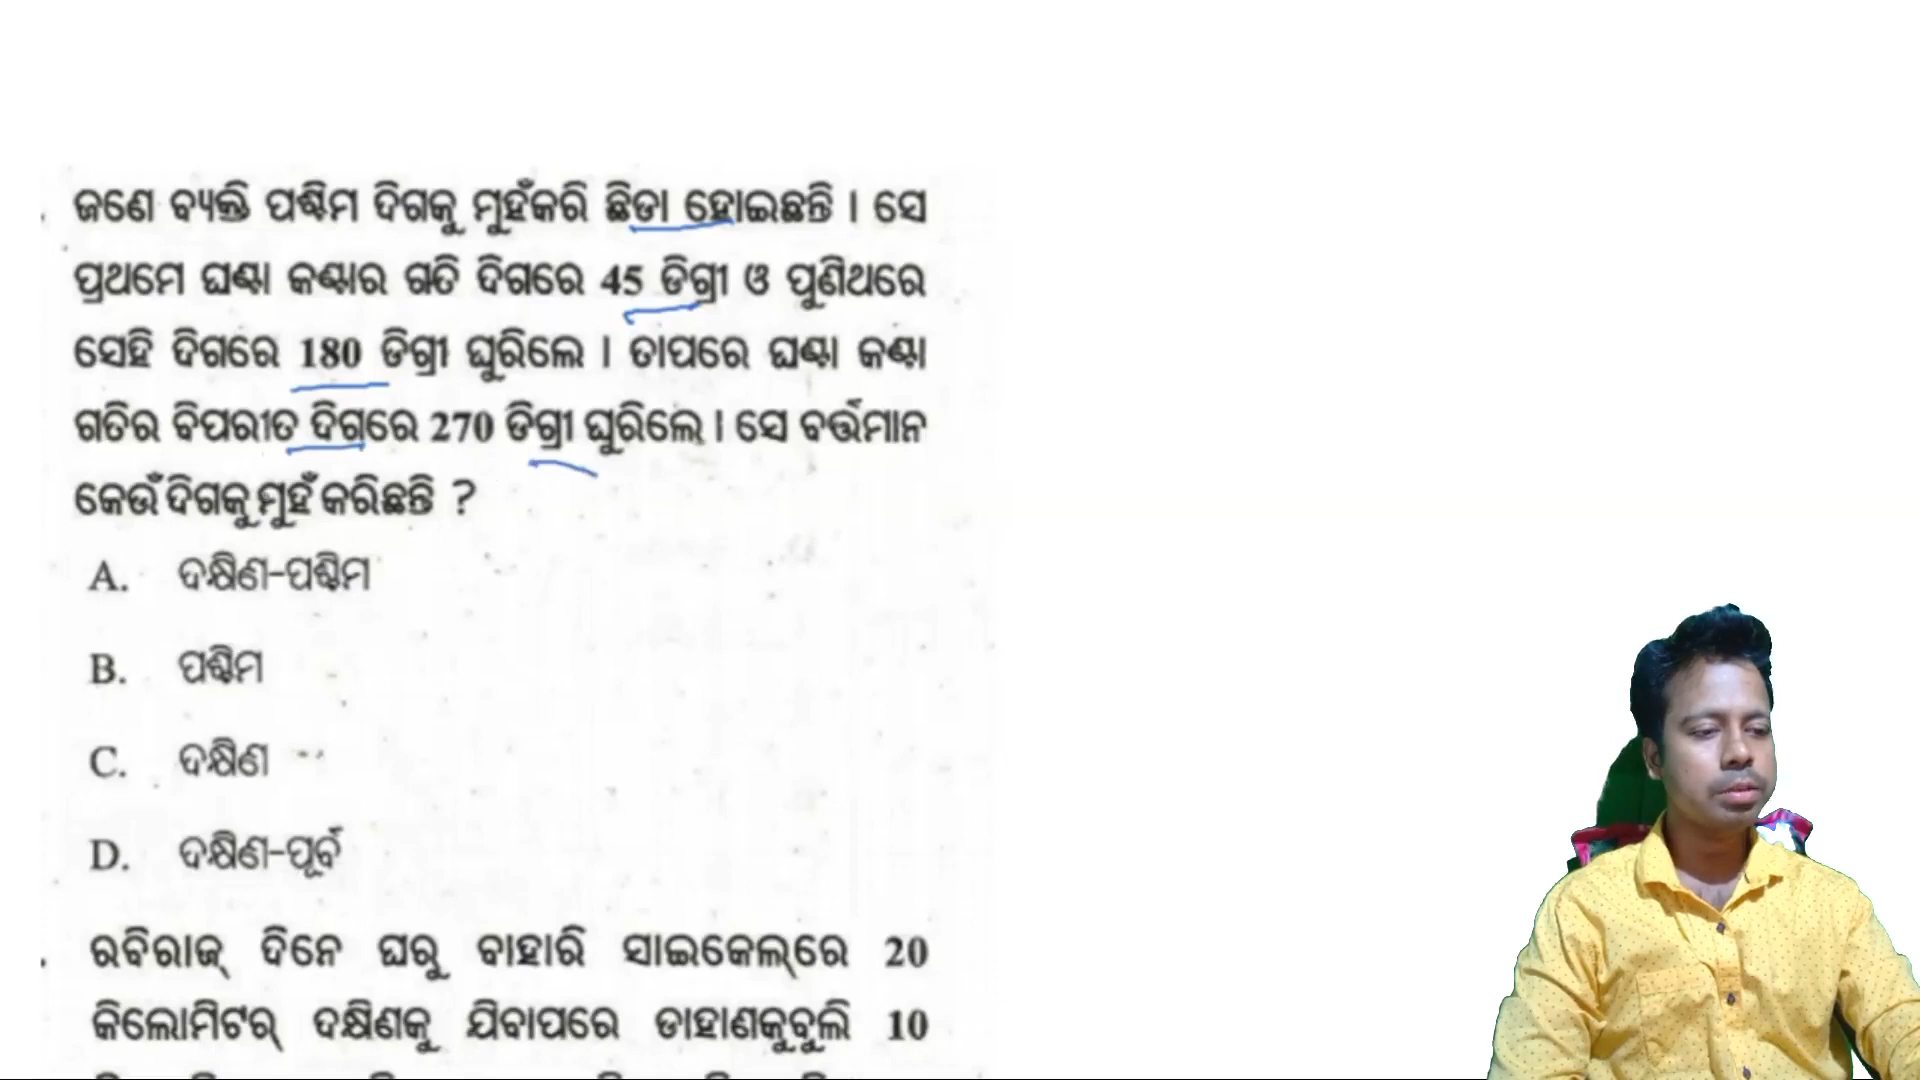 ଜଣେ ବ୍ୟକ୍ତି ପଶ୍ଚିମ ଦିଗକୁ ମୁହଁକରି ଛିଡା ହୋଇଛନ୍ତି । ସେ
ପ୍ରଥମେ ଘଣ୍ଟା କଣ୍ଟାର ଗତି ଦିଗରେ 45 ଡିଗ୍ରୀ ଓ ପୁଣିଥରେ
ସେହି ଦିଗରେ 180 ଡିଗ୍ରୀ ଘୁରିଲେ । ତାପରେ ଘଣ୍ଟା କଣ୍ଟା
ଗତିର ବିପରୀତ ଦିଗରେ 270 ଡିଗ୍ରୀ ଘୁରିଲେ । ସେ ବର୍ତ୍ତମାନ
କେଉଁ ଦିଗକୁ ମୁହଁ କରିଛନ୍ତି ?
A. ଦକ୍ଷିଣ-ପଶ୍ଚିମ
B. ପଶ୍ଚିମ
C. ଦକ୍ଷିଣ
D. ଦକ୍ଷିଣ-ପୂର୍ବ
ରବିରାଜ୍ ଦିନେ ଘରୁ ବାହାରି ସାଇକେଲ୍‌ରେ 20
କିଲୋମିଟର୍ ଦକ୍ଷିଣକୁ ଯିବାପରେ ଡାହାଣକୁବୁଲି 10